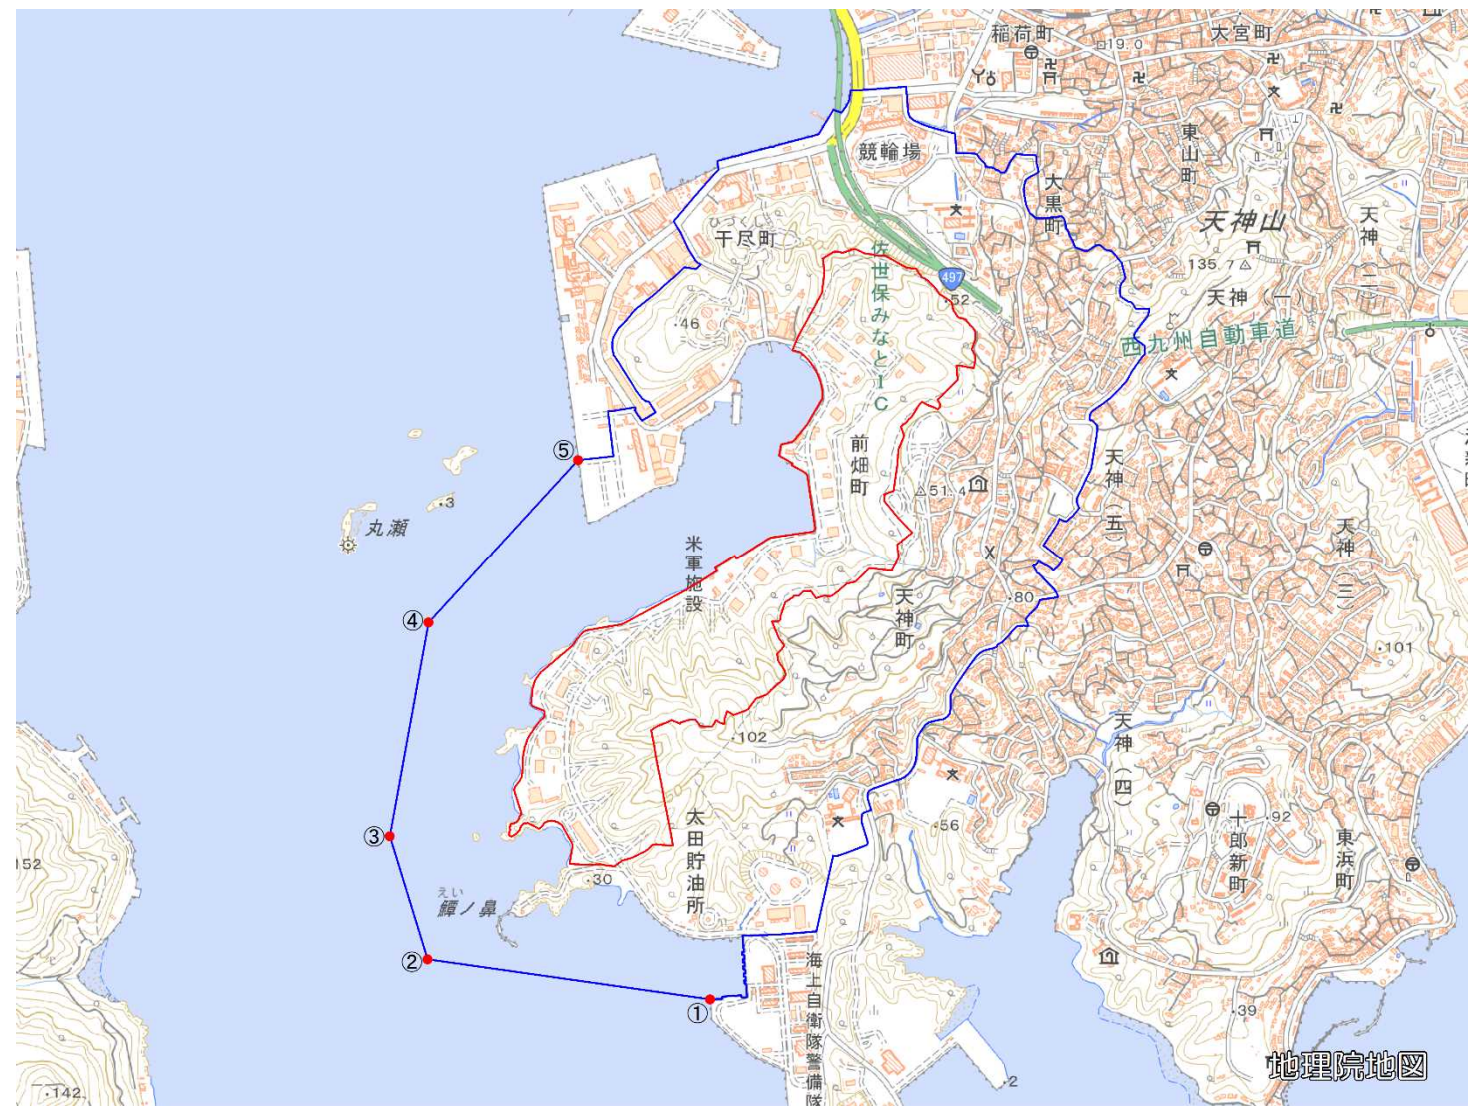 稲荷町
19.0
大宮町
競輪場
東山町
大黒町
天神山
ひづくし
干尽町
佐世保みなとIC
497
52
135.7
天神(一)
天神(二)
西九州自動車道
46
⑤
前畑町
51.4
天神(五)
3
丸瀬
米軍施設
天神(三)
天神町
80
④
101
102
天神(四)
③
太田貯油所
56
92
十郎新町
東浜町
152
30
えい
鱏ノ鼻
②
海上自衛隊警備隊
①
39
地理院地図
2
142